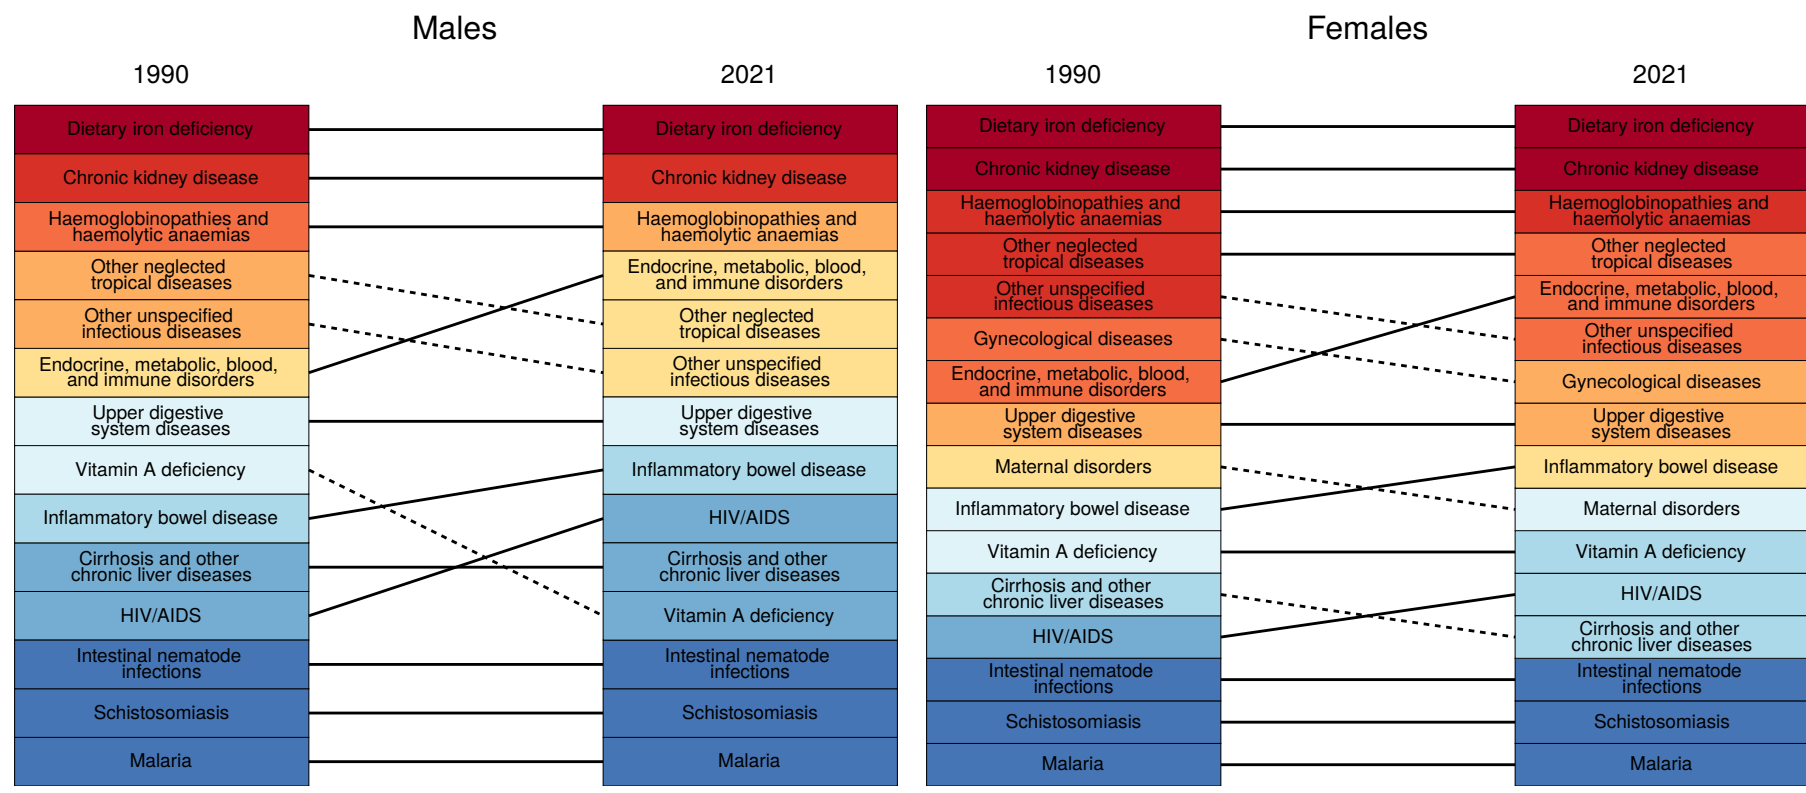 Males
1990
2021
Dietary iron deficiency
Chronic kidney disease
Haemoglobinopathies and
haemolytic anaemias
Other neglected
tropical diseases
Other unspecified
infectious diseases
Endocrine, metabolic, blood,
and immune disorders
Upper digestive
system diseases
Vitamin A deficiency
Inflammatory bowel disease
Cirrhosis and other
chronic liver diseases
HIV/AIDS
Intestinal nematode
infections
Schistosomiasis
Malaria
Dietary iron deficiency
Chronic kidney disease
Haemoglobinopathies and
haemolytic anaemias
Endocrine, metabolic, blood,
and immune disorders
Other neglected
tropical diseases
Other unspecified
infectious diseases
Upper digestive
system diseases
Inflammatory bowel disease
HIV/AIDS
Cirrhosis and other
chronic liver diseases
Vitamin A deficiency
Intestinal nematode
infections
Schistosomiasis
Malaria
Females
1990
2021
Dietary iron deficiency
Chronic kidney disease
Haemoglobinopathies and
haemolytic anaemias
Other neglected
tropical diseases
Other unspecified
infectious diseases
Gynecological diseases
Endocrine, metabolic, blood,
and immune disorders
Upper digestive
system diseases
Maternal disorders
Inflammatory bowel disease
Vitamin A deficiency
Cirrhosis and other
chronic liver diseases
HIV/AIDS
Intestinal nematode
infections
Schistosomiasis
Malaria
Dietary iron deficiency
Chronic kidney disease
Haemoglobinopathies and
haemolytic anaemias
Other neglected
tropical diseases
Endocrine, metabolic, blood,
and immune disorders
Other unspecified
infectious diseases
Gynecological diseases
Upper digestive
system diseases
Inflammatory bowel disease
Maternal disorders
Vitamin A deficiency
HIV/AIDS
Cirrhosis and other
chronic liver diseases
Intestinal nematode
infections
Schistosomiasis
Malaria